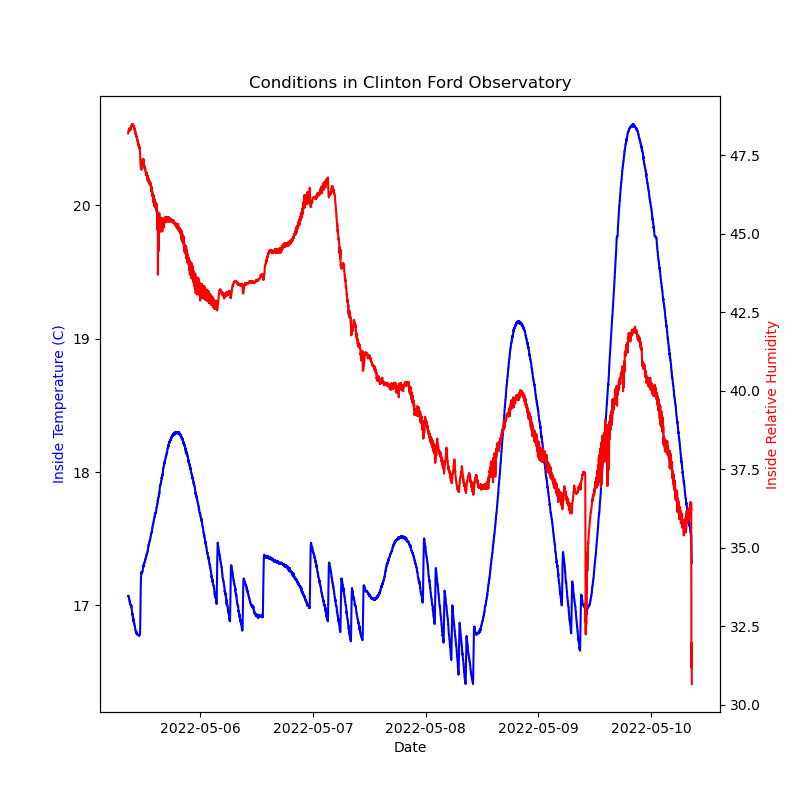 Conditions in Clinton Ford Observatory
Inside Temperature (C)
20
19
18
17
47.5
45.0
42.5
40.0
37.5
35.0
32.5
30.0
Inside Relative Humidity
2022-05-06 2022-05-07 2022-05-08 2022-05-09 2022-05-10
Date